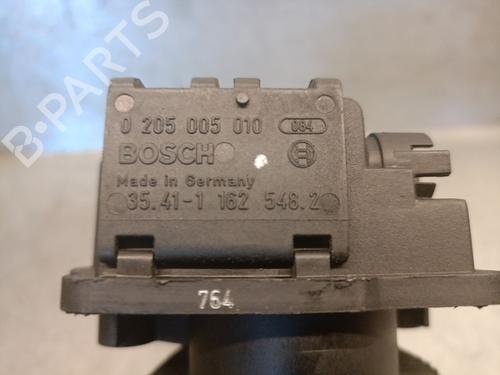 B-PARTS
0 205 005 010 084
BOSCH
Made in Germany
35.41-1 162 548.2
764